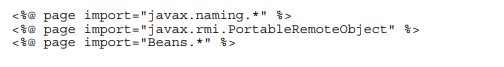 <%@ page import="javax.naming.*" %>
<%@ page import="javax.rmi.PortableRemoteObject" %>
<%@ page import="Beans.*" %>